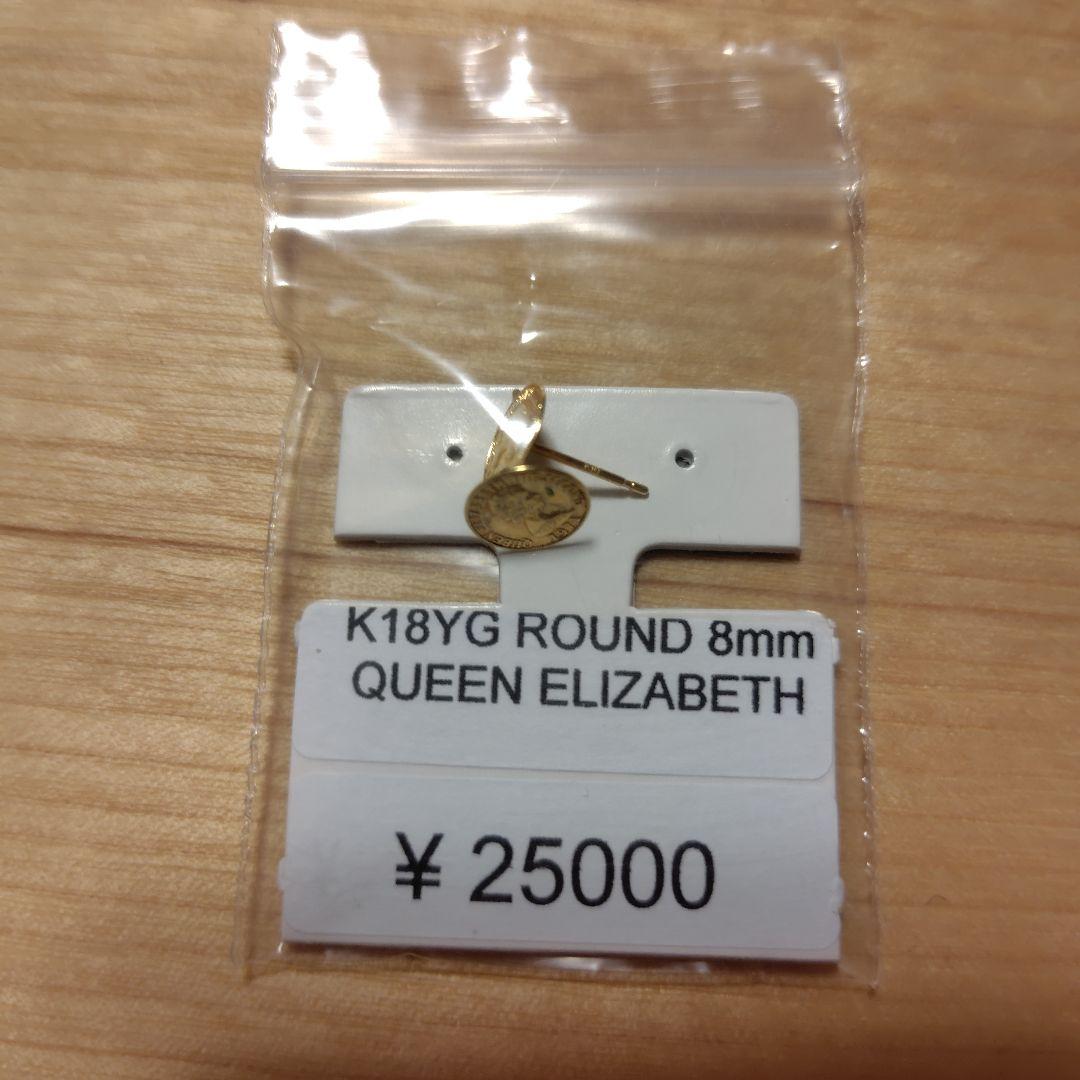 K18YG ROUND 8mm
QUEEN ELIZABETH
¥ 25000